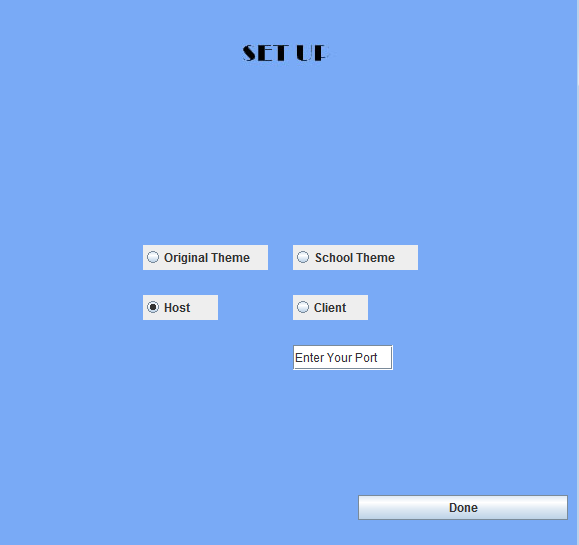 SET UP
Original Theme
School Theme
Host
Client
Enter Your Port
Done